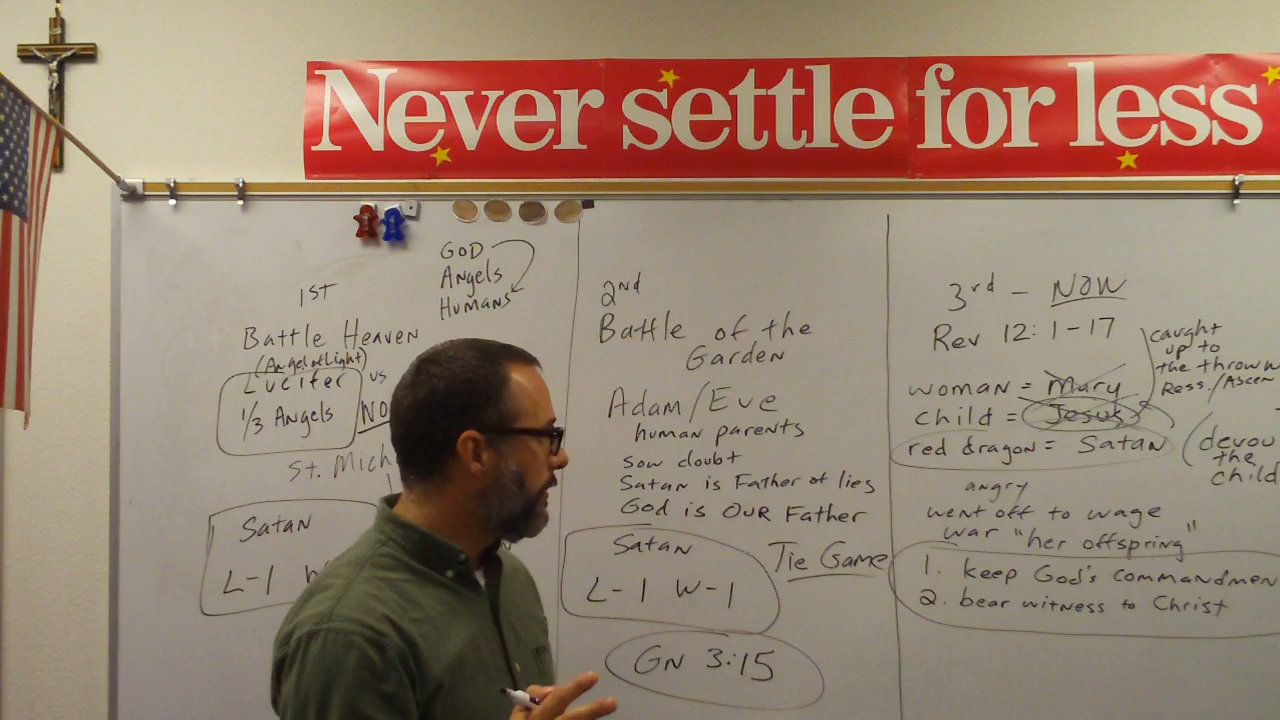 Never settle for less
GOD
Angels
Humans
1ST
Battle Heaven
(Angel of Light)
Lucifer vs
1/3 Angels NO
St. Mich
Satan
L-1
2nd
Battle of the
Garden
Adam/Eve
human parents
sow doubt
Satan is Father of lies
God is OUR Father
Satan
L-1 W-1
Tie Game
GN 3:15
3rd - NOW
Rev 12: 1-17
woman = Mary
child = Jesus
red dragon = Satan
caught
up to
the thrown
Ress./Ascen
(devou
the
child
angry
went off to wage
war "her offspring"
1. keep God's commandmen
2. bear witness to Christ